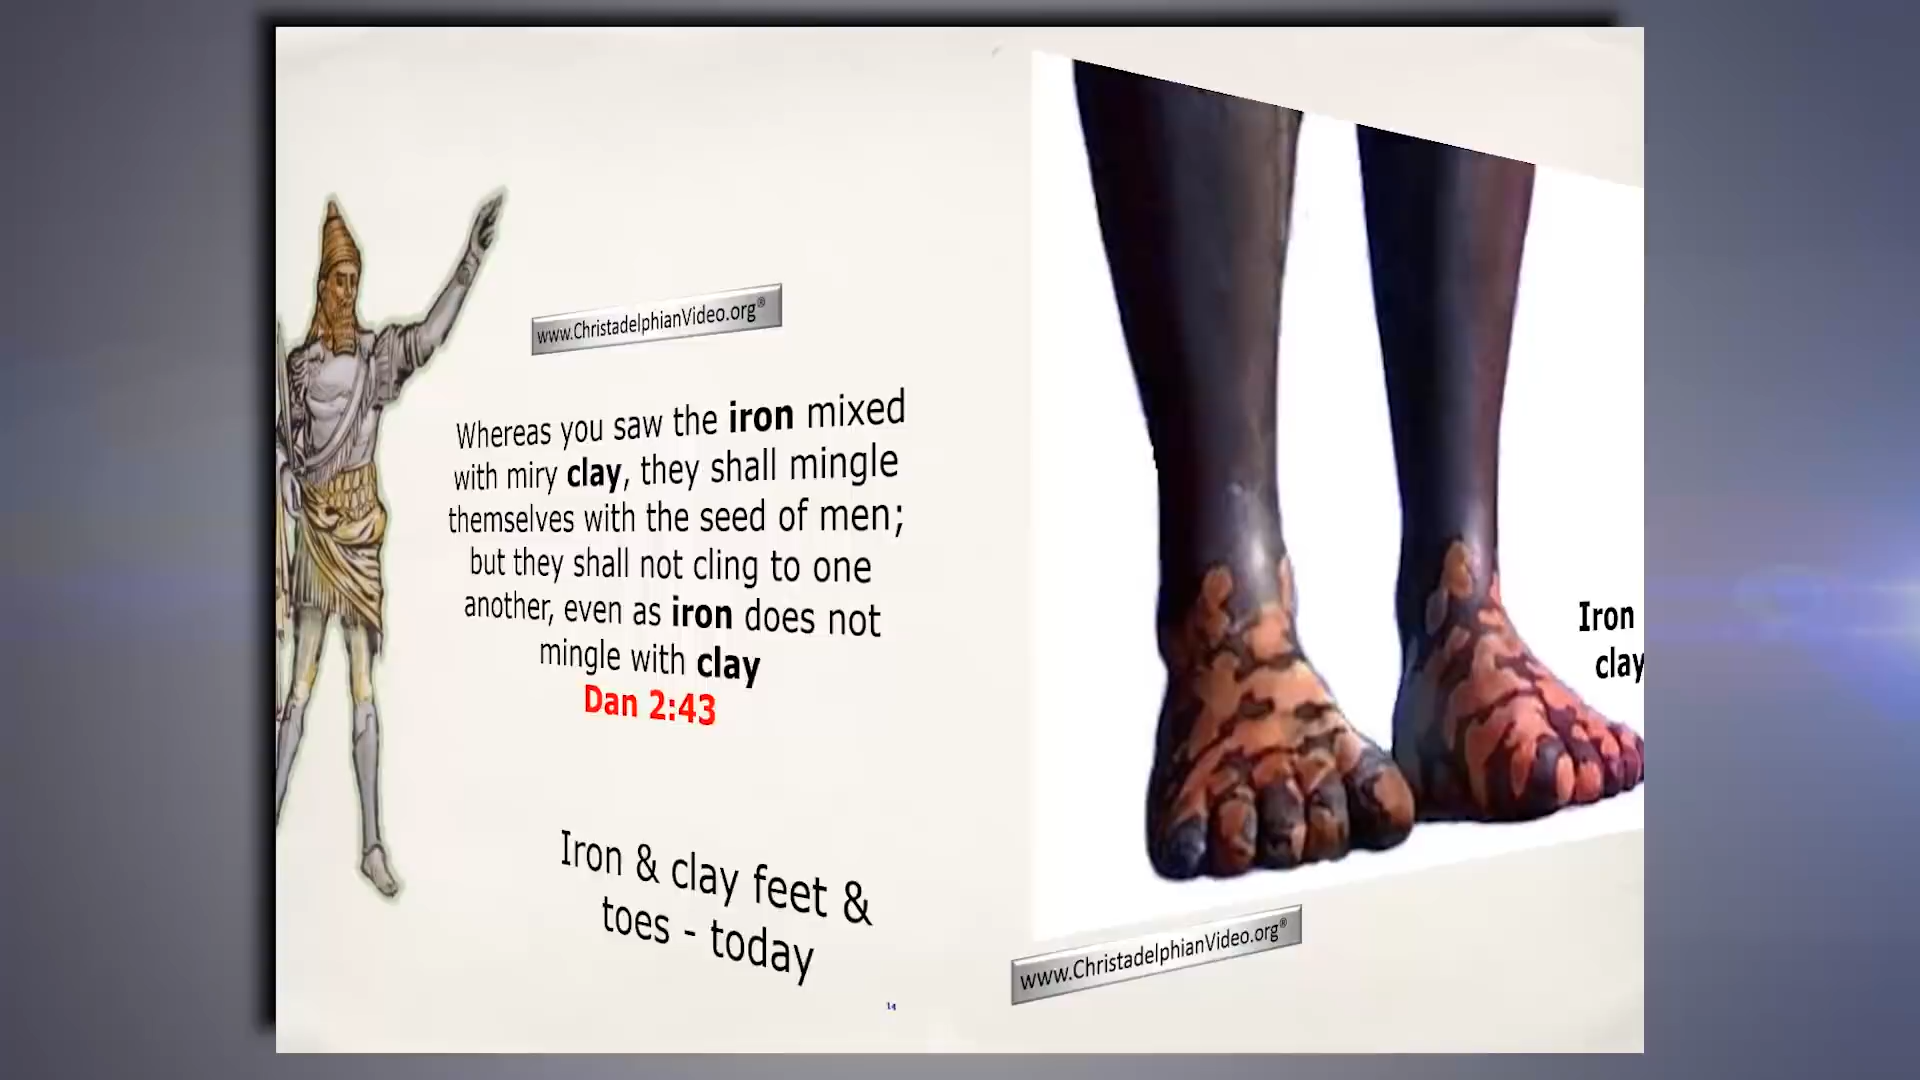 www.ChristadelphianVideo.org®
Whereas you saw the iron mixed
with miry clay, they shall mingle
themselves with the seed of men;
but they shall not cling to one
another, even as iron does not
mingle with clay
Dan 2:43
Iron & clay feet &
toes - today
14
Iron
clay
www.ChristadelphianVideo.org®